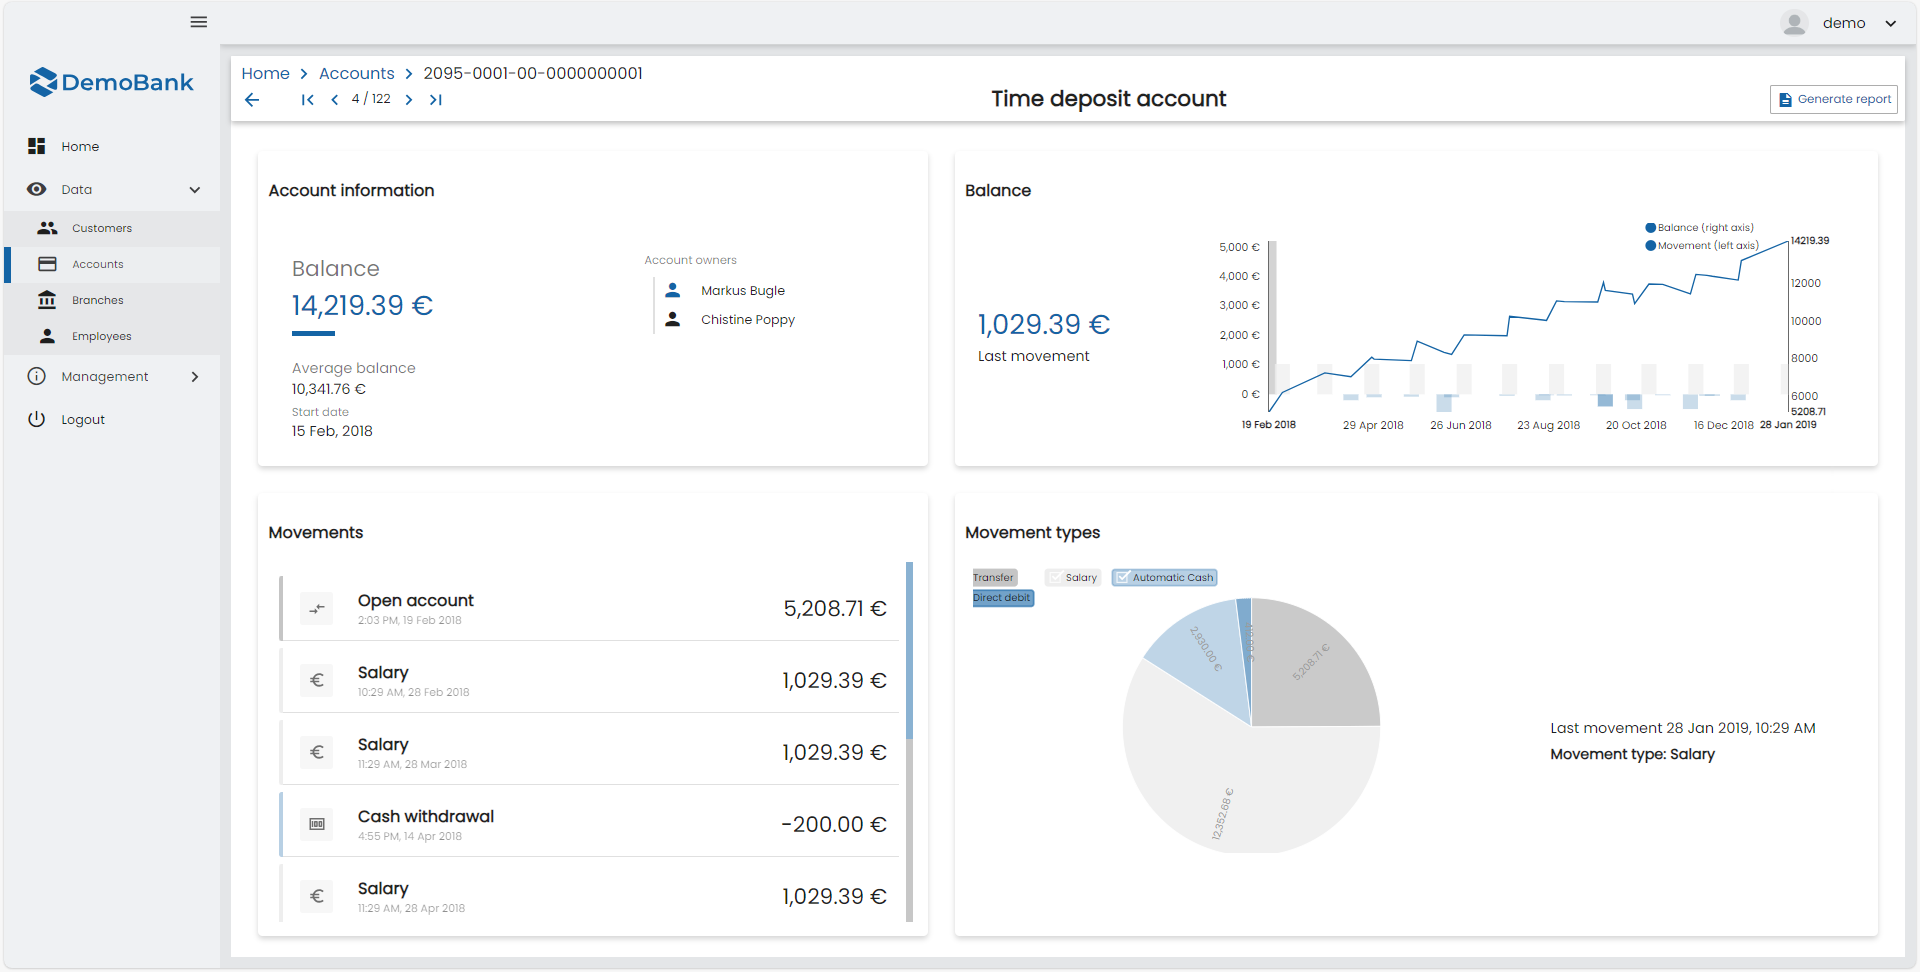 demo
DemoBank
Home
Data
Customers
Accounts
Branches
Employees
Management
Logout
Home > Accounts > 2095-0001-00-0000000001
4 / 122
Time deposit account
Generate report
Account information
Balance
14,219.39 €
Average balance
10,341.76 €
Start date
15 Feb, 2018
Account owners
Markus Bugle
Chistine Poppy
Balance
1,029.39 €
Last movement
Balance (right axis)
Movement (left axis)
5,000 €
4,000 €
3,000 €
2,000 €
1,000 €
0 €
14219.39
12000
10000
8000
6000
5208.71
19 Feb 2018 29 Apr 2018 26 Jun 2018 23 Aug 2018 20 Oct 2018 16 Dec 2018 28 Jan 2019
Movements
Open account
2:03 PM, 19 Feb 2018
5,208.71 €
Salary
10:29 AM, 28 Feb 2018
1,029.39 €
Salary
11:29 AM, 28 Mar 2018
1,029.39 €
Cash withdrawal
4:55 PM, 14 Apr 2018
-200.00 €
Salary
11:29 AM, 28 Apr 2018
1,029.39 €
Movement types
Transfer Salary Automatic Cash
Direct debit
2,930.00 €
5,208.71 €
12,352.68 €
Last movement 28 Jan 2019, 10:29 AM
Movement type: Salary